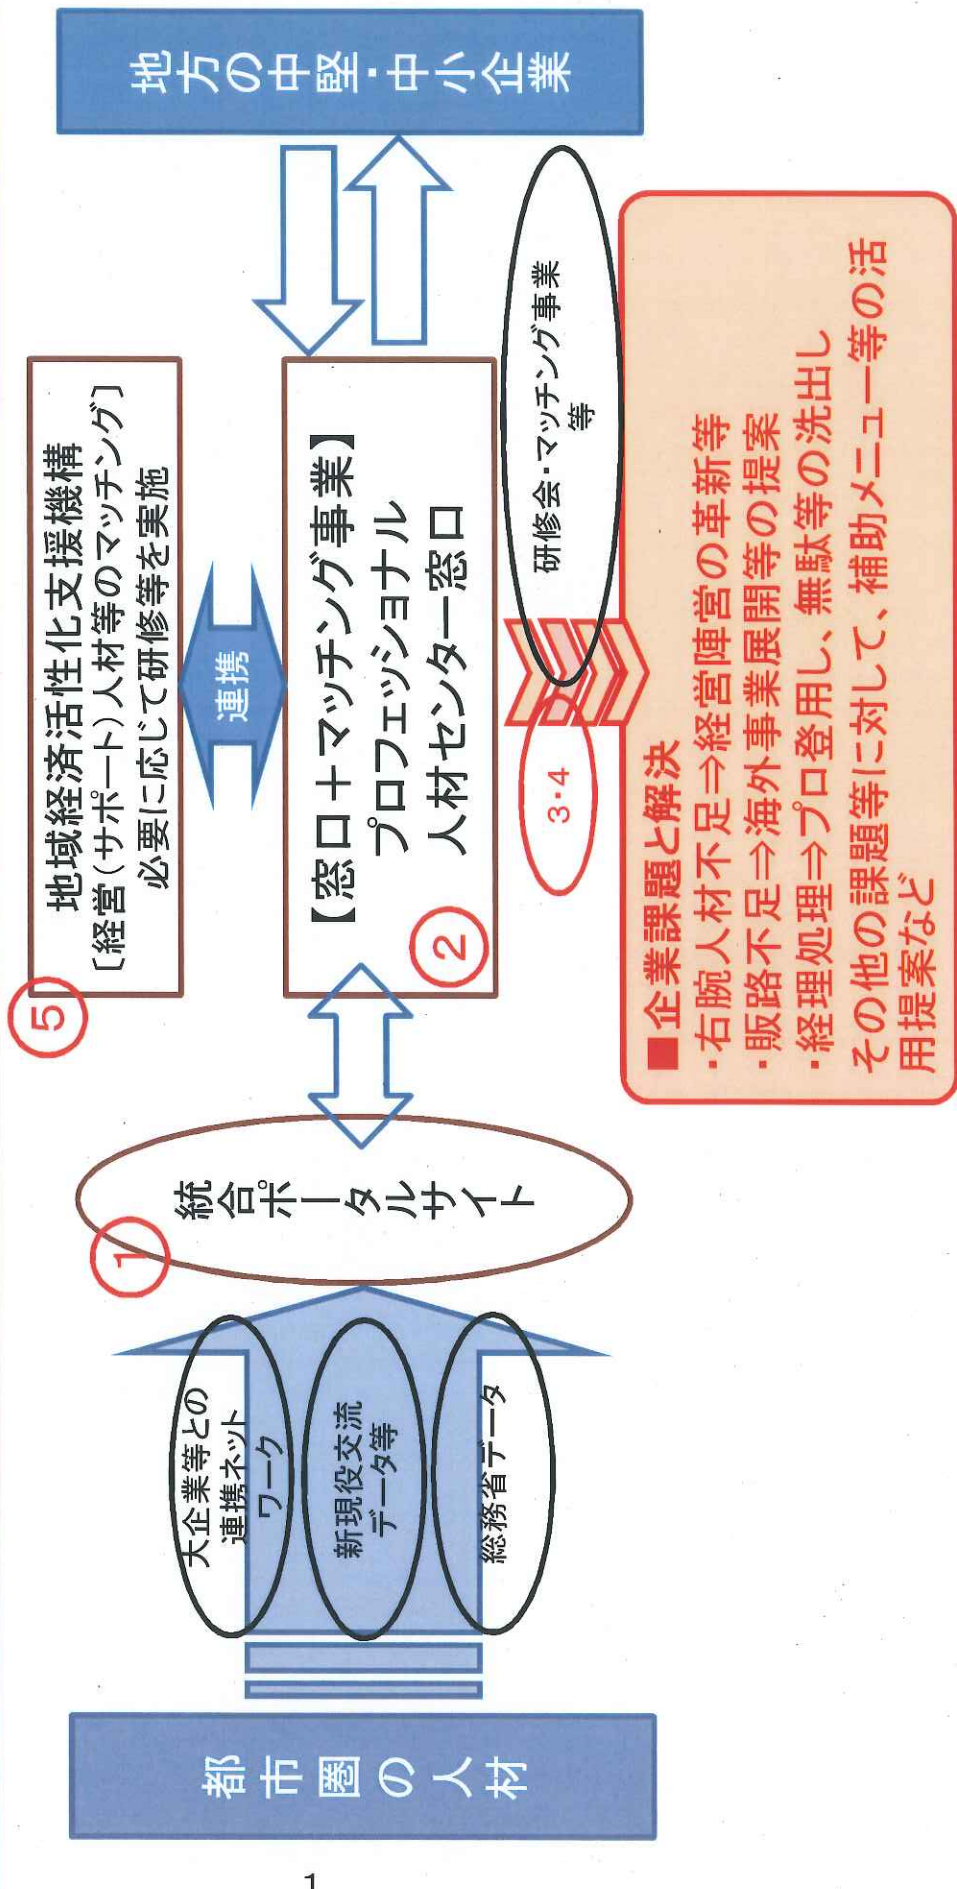 都市圏の人材
大企業等との
連携ネット
ワーク
新現役交流
データ等
総務省データ
①
統合ポータルサイト
⑤
地域経済活性化支援機構
〔経営(サポート)人材等のマッチング〕
必要に応じて研修等を実施
連携
②
【窓口+マッチング事業】
プロフェッショナル
人材センター窓口
地方の中堅・中小企業
3・4
研修会・マッチング事業
等
■企業課題と解決
・右腕人材不足⇒経営陣営の革新等
・販路不足⇒海外事業展開等の提案
・経理処理⇒プロ登用し、無駄等の洗出し
その他の課題等に対して、補助メニュー等の活
用提案など
1